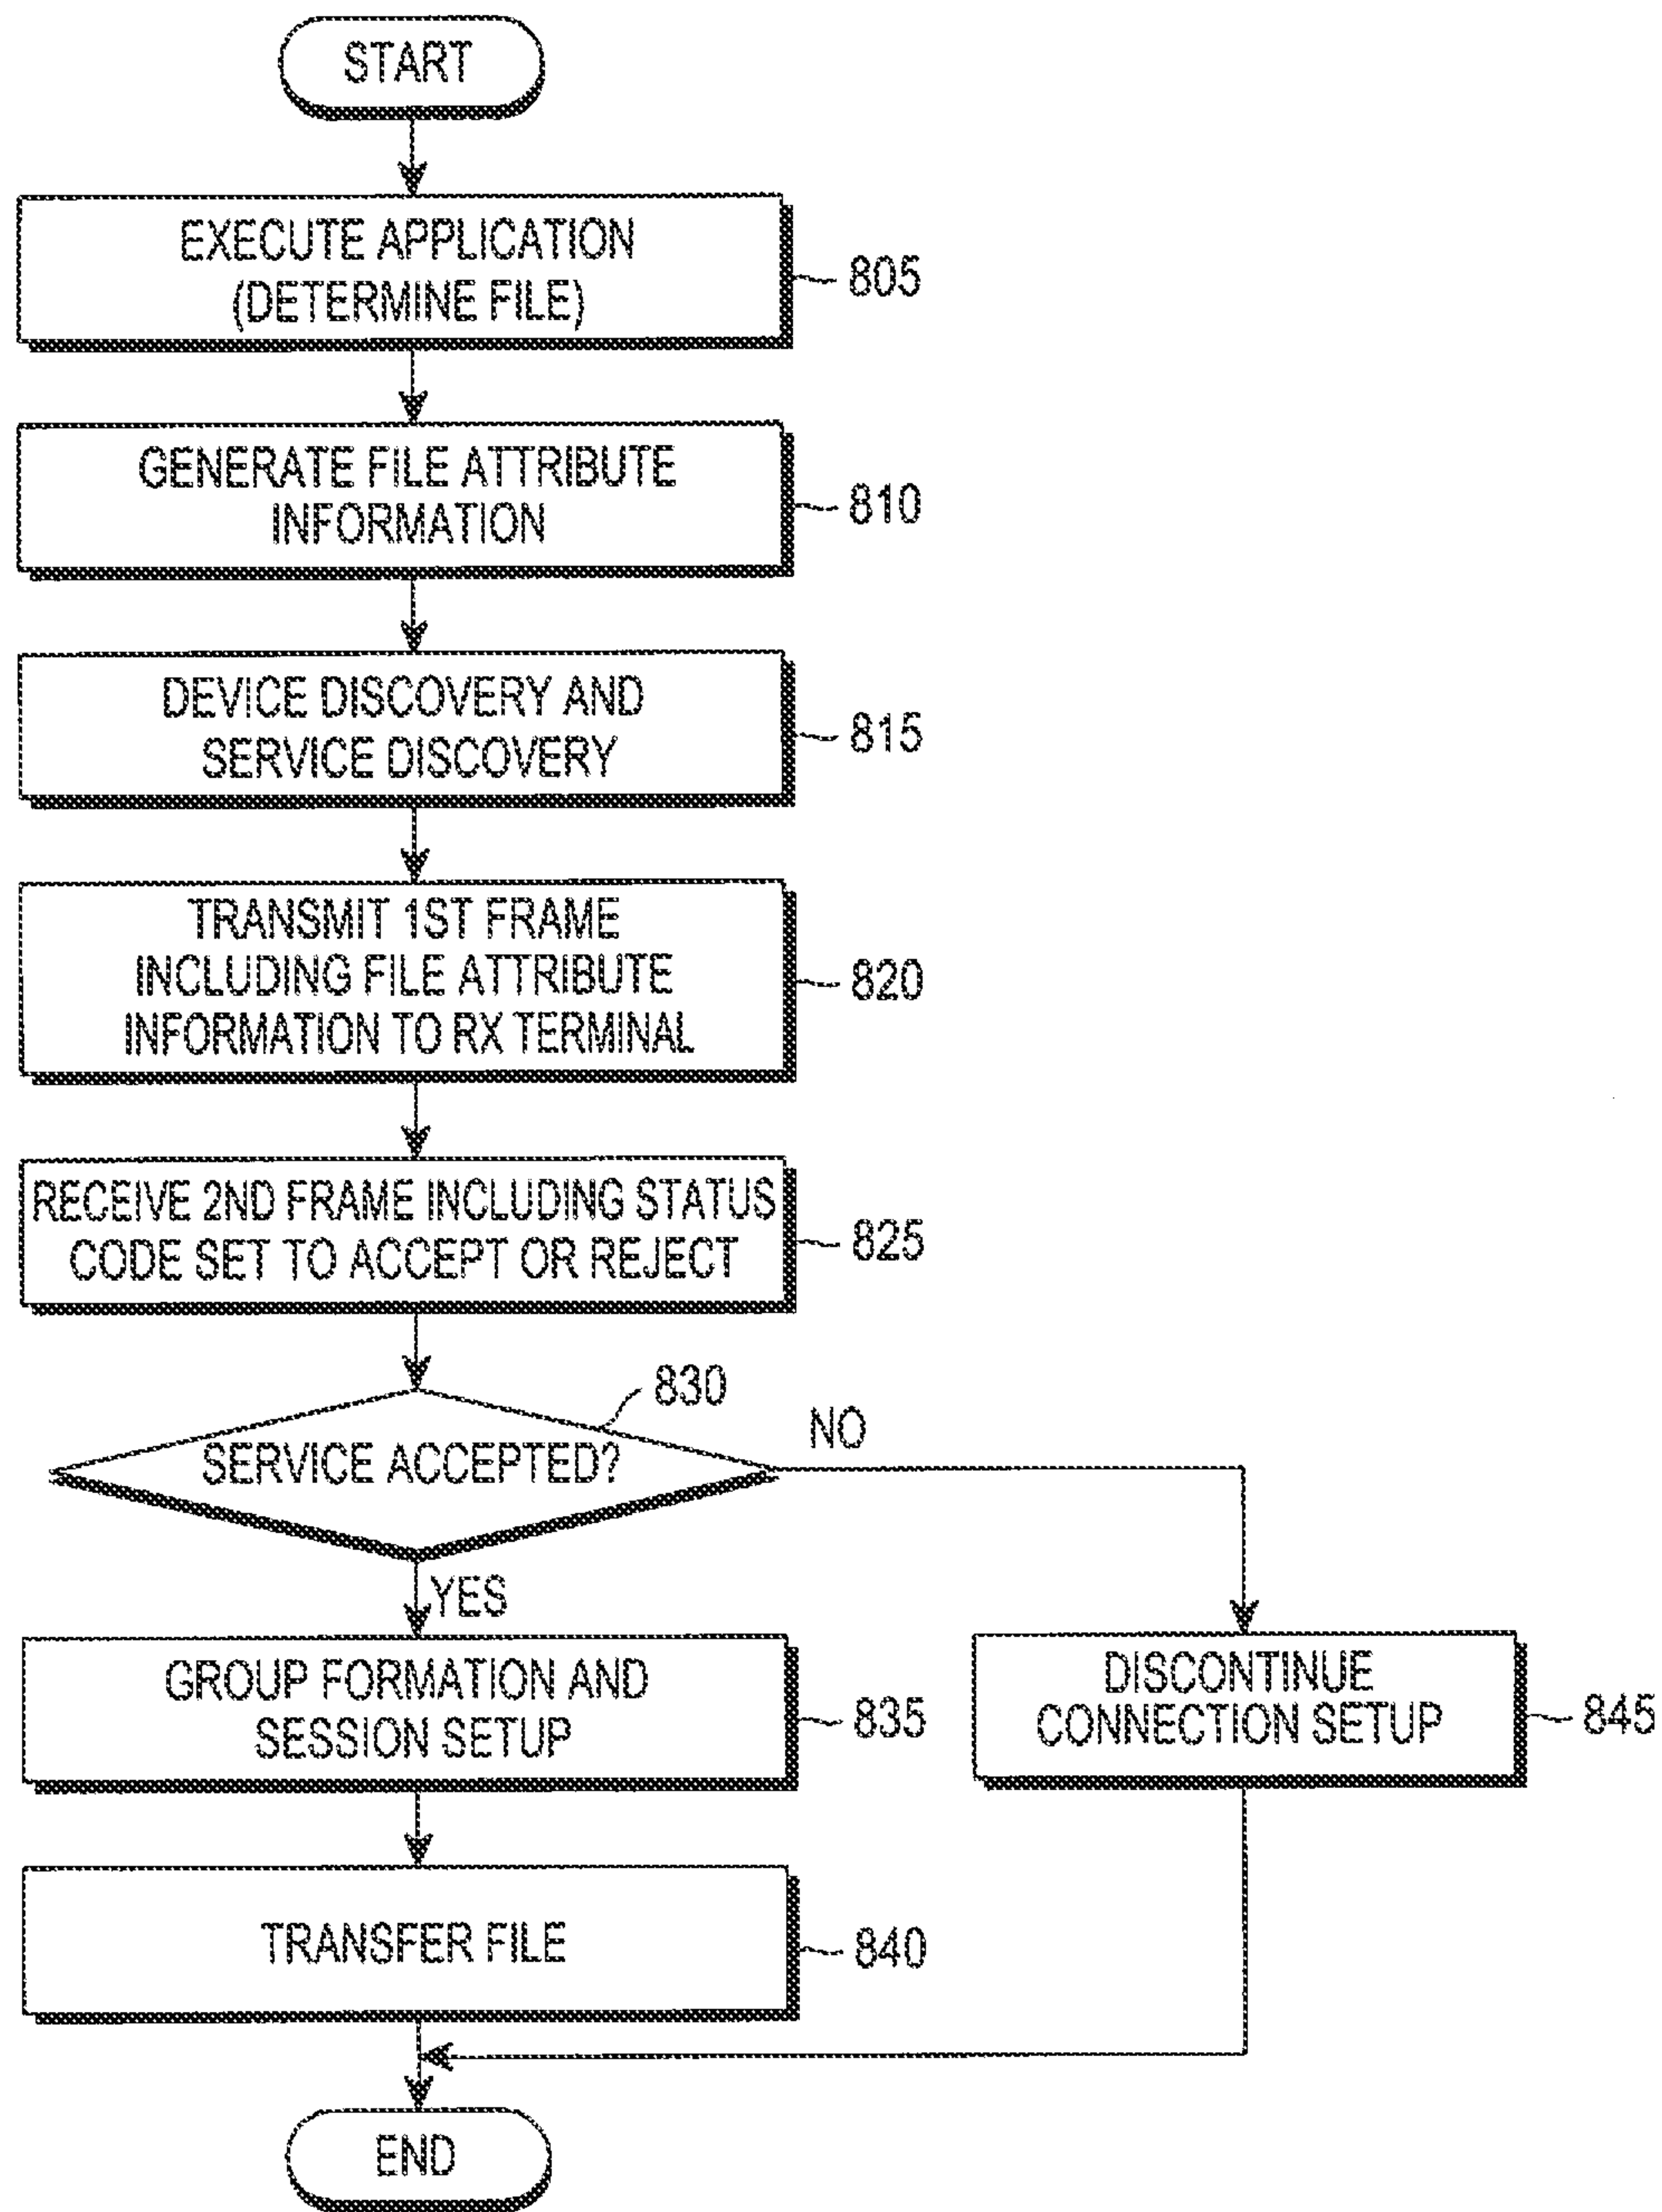 START
EXECUTE APPLICATION
(DETERMINE FILE)
805
GENERATE FILE ATTRIBUTE
INFORMATION
810
DEVICE DISCOVERY AND
SERVICE DISCOVERY
815
TRANSMIT 1ST FRAME
INCLUDING FILE ATTRIBUTE
INFORMATION TO RX TERMINAL
820
RECEIVE 2ND FRAME INCLUDING STATUS
CODE SET TO ACCEPT OR REJECT
825
830
SERVICE ACCEPTED?
NO
YES
GROUP FORMATION AND
SESSION SETUP
835
DISCONTINUE
CONNECTION SETUP
845
TRANSFER FILE
840
END